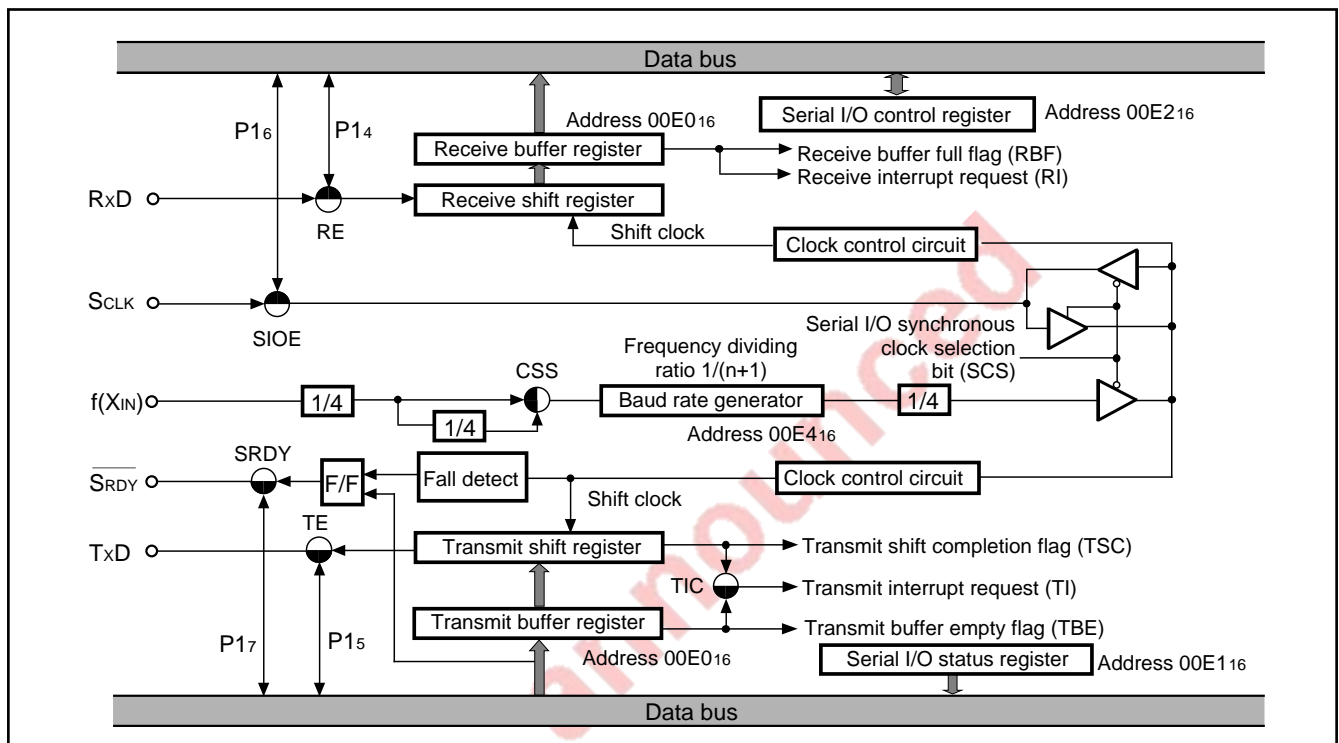 Data bus
Address 00E016
Serial I/O control register
Address 00E216
P16
P14
Receive buffer register
Receive buffer full flag (RBF)
Receive interrupt request (RI)
RXD
Receive shift register
RE
Shift clock
Clock control circuit
SCLK
SIOE
Serial I/O synchronous
clock selection
bit (SCS)
Frequency dividing
ratio 1/(n+1)
CSS
f(XIN)
1/4
1/4
Baud rate generator
1/4
Address 00E416
SRDY
SRDY
F/F
Fall detect
Clock control circuit
Shift clock
TE
TXD
Transmit shift register
Transmit shift completion flag (TSC)
TIC
Transmit interrupt request (TI)
Transmit buffer register
Transmit buffer empty flag (TBE)
P17
P15
Address 00E016
Serial I/O status register
Address 00E116
Data bus